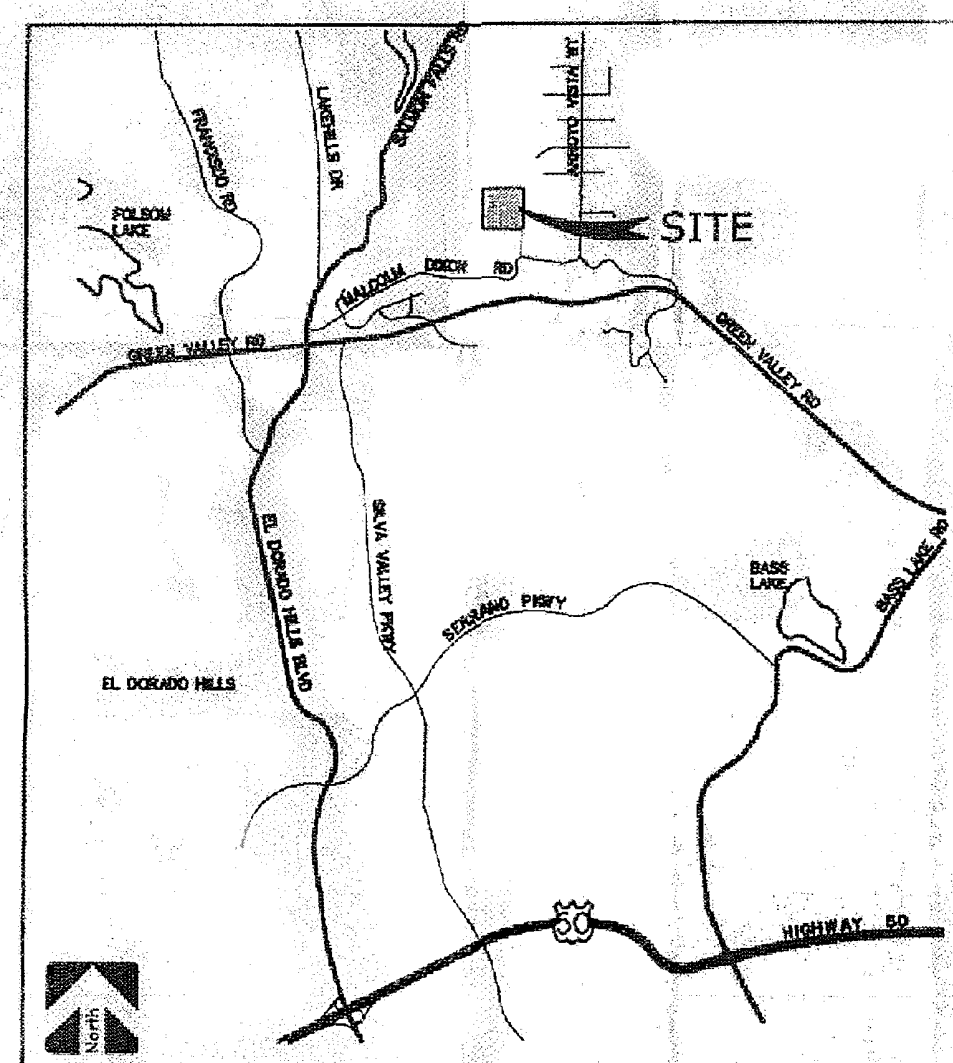 SALMON FALLS RD
FRANCISCO RD
LAKEHILLS DR
ARROYO VISTA
FOLSOM
LAKE
SITE
MALCOLM DIXON RD
GREEN VALLEY RD
GREEN VALLEY RD
EL DORADO HILLS BLVD
SILVA VALLEY PKWY
SERRANO PKWY
BASS
LAKE
BASS LAKE RD
EL DORADO HILLS
50
HIGHWAY 50
North